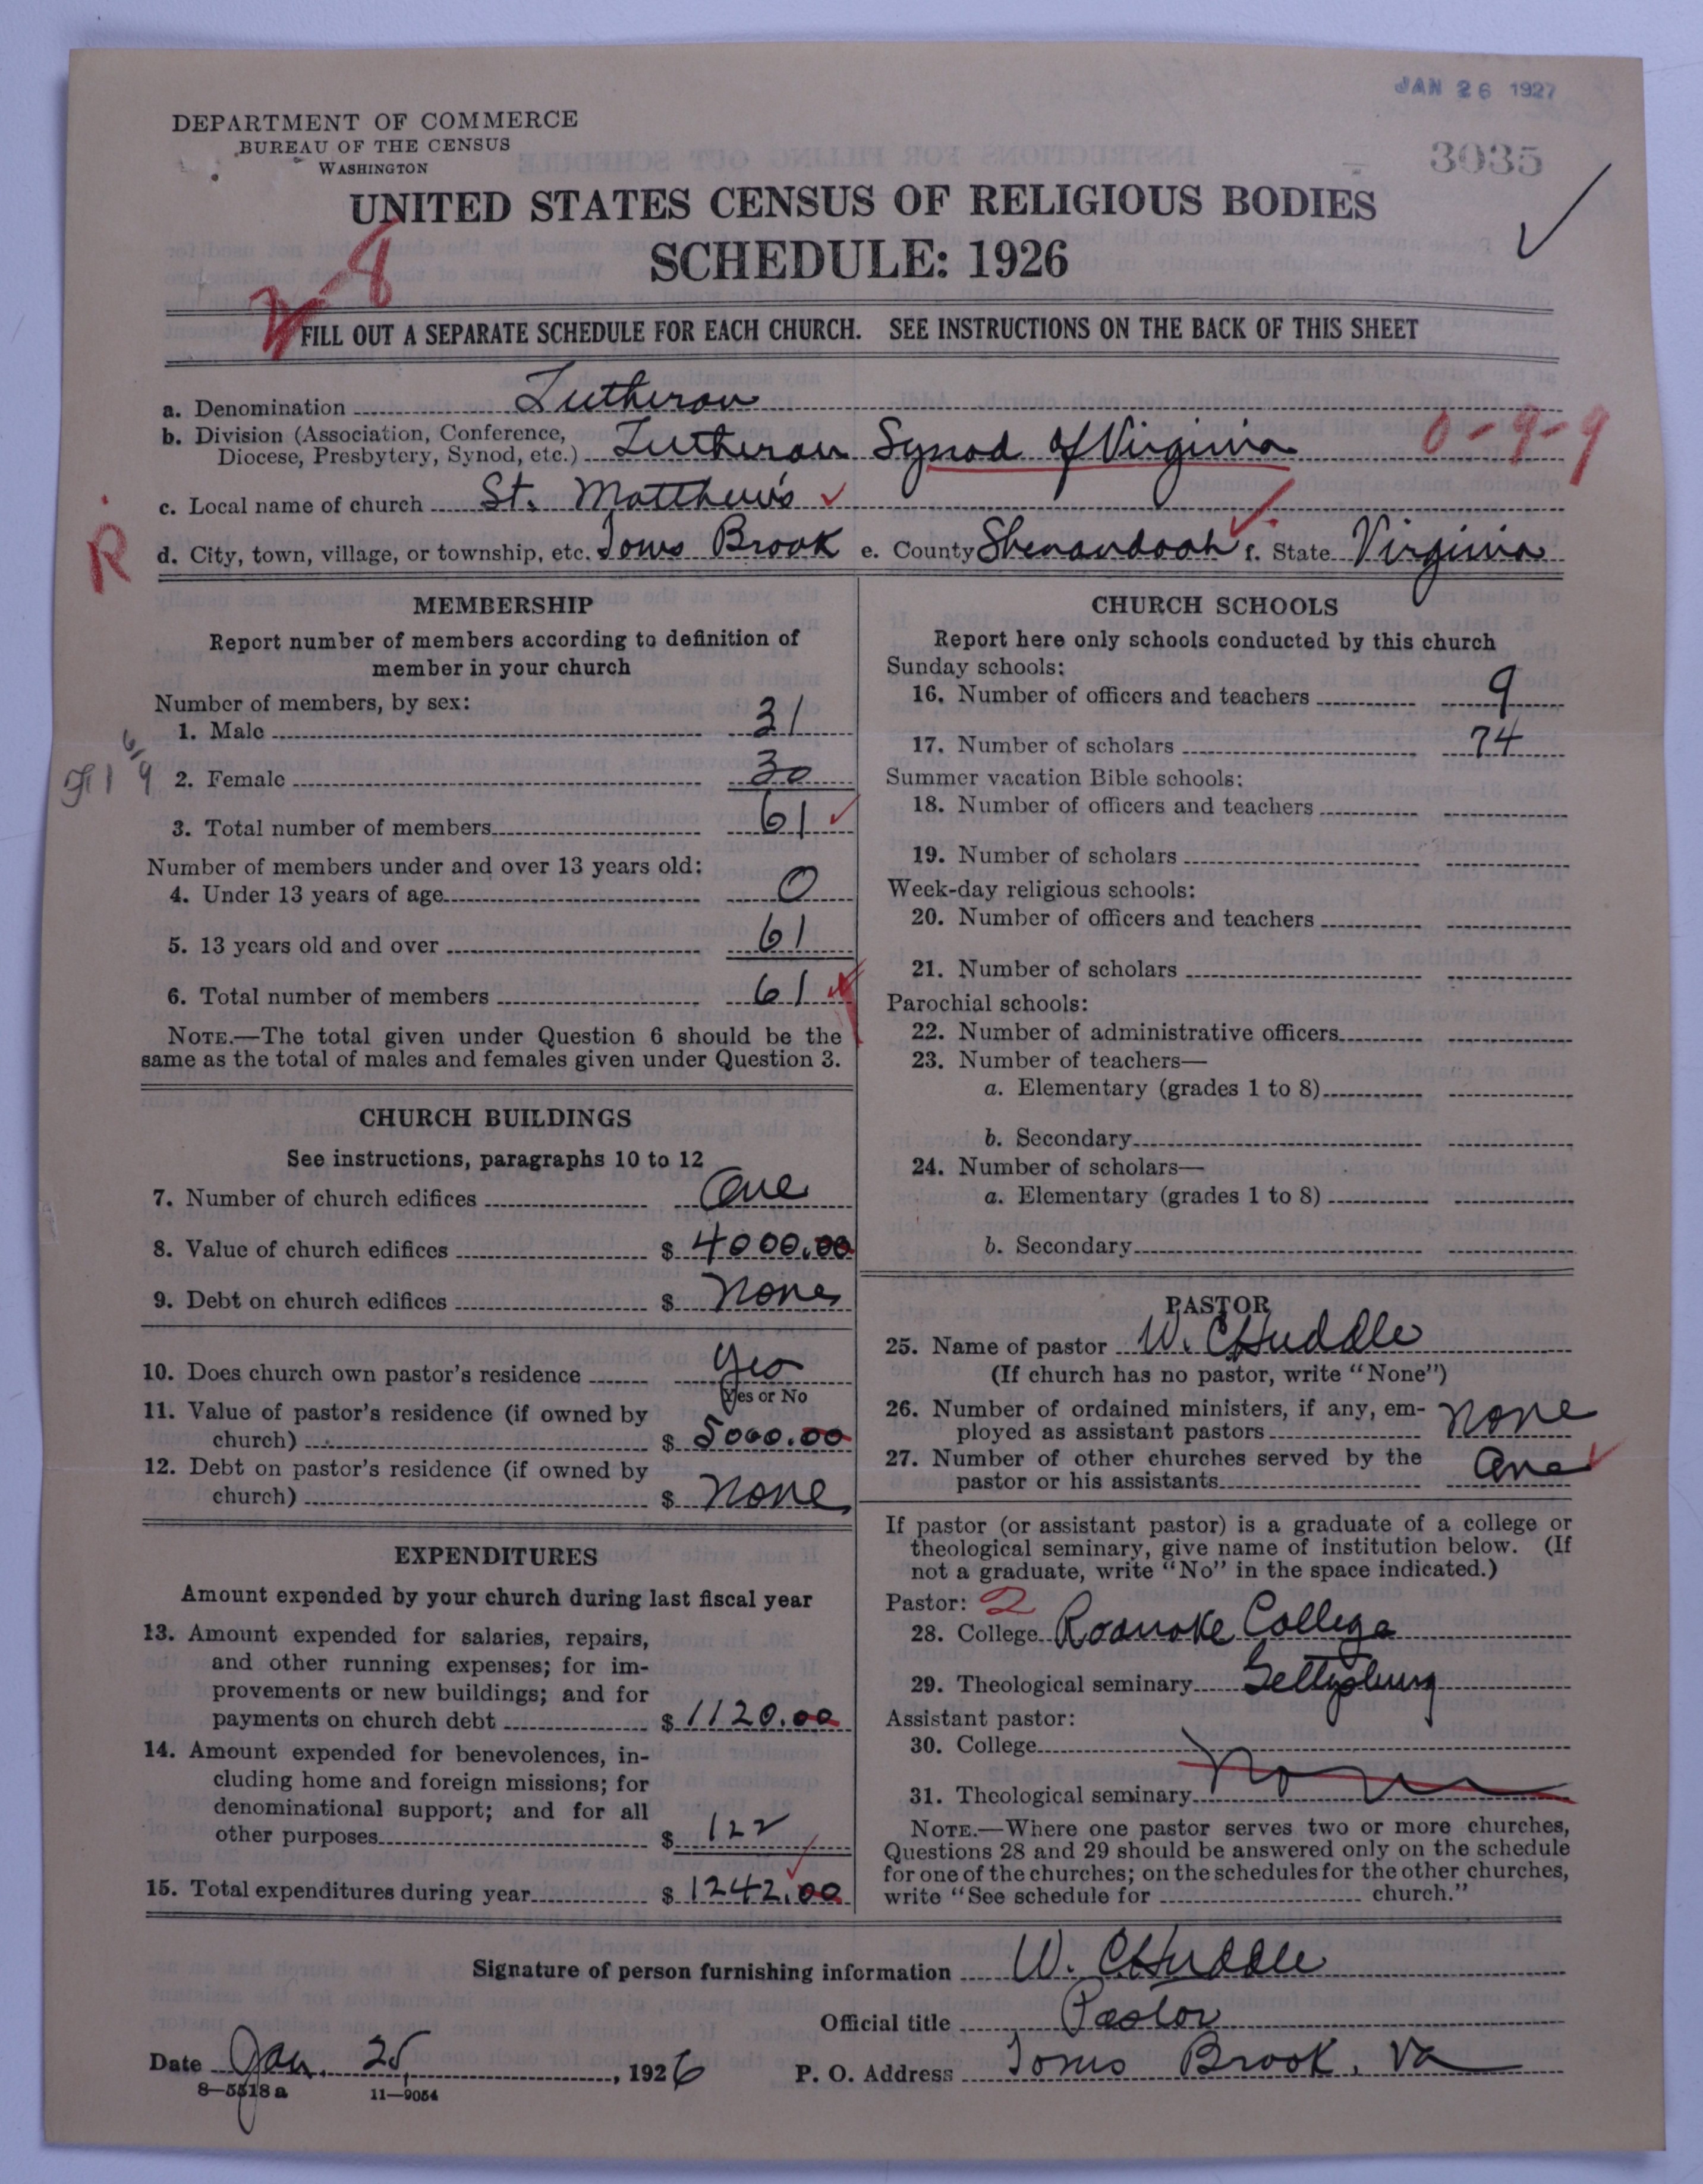 JAN 26 1927
DEPARTMENT OF COMMERCE
BUREAU OF THE CENSUS
WASHINGTON
3035
UNITED STATES CENSUS OF RELIGIOUS BODIES
SCHEDULE: 1926
2-8
FILL OUT A SEPARATE SCHEDULE FOR EACH CHURCH. SEE INSTRUCTIONS ON THE BACK OF THIS SHEET
a. Denomination Lutheran
b. Division (Association, Conference, Diocese, Presbytery, Synod, etc.) Lutheran Synod of Virginia
0-9-9
c. Local name of church St. Matthew's
R
d. City, town, village, or township, etc. Toms Brook e. County Shenandoah f. State Virginia
MEMBERSHIP
Report number of members according to definition of
member in your church
Number of members, by sex:
1. Male 31
2. Female 30
3. Total number of members 61
Number of members under and over 13 years old:
4. Under 13 years of age 0
5. 13 years old and over 61
6. Total number of members 61
NOTE.—The total given under Question 6 should be the
same as the total of males and females given under Question 3.
CHURCH BUILDINGS
See instructions, paragraphs 10 to 12
7. Number of church edifices One
8. Value of church edifices $ 4000.00
9. Debt on church edifices $ None
10. Does church own pastor's residence Yes
Yes or No
11. Value of pastor's residence (if owned by
church) $ 5000.00
12. Debt on pastor's residence (if owned by
church) $ None
EXPENDITURES
Amount expended by your church during last fiscal year
13. Amount expended for salaries, repairs,
and other running expenses; for im-
provements or new buildings; and for
payments on church debt $ 1120.00
14. Amount expended for benevolences, in-
cluding home and foreign missions; for
denominational support; and for all
other purposes $ 122
15. Total expenditures during year $ 1242.00
CHURCH SCHOOLS
Report here only schools conducted by this church
Sunday schools:
16. Number of officers and teachers 9
17. Number of scholars 74
Summer vacation Bible schools:
18. Number of officers and teachers
19. Number of scholars
Week-day religious schools:
20. Number of officers and teachers
21. Number of scholars
Parochial schools:
22. Number of administrative officers
23. Number of teachers—
a. Elementary (grades 1 to 8)
b. Secondary
24. Number of scholars—
a. Elementary (grades 1 to 8)
b. Secondary
PASTOR
25. Name of pastor W. C Huddle
(If church has no pastor, write "None")
26. Number of ordained ministers, if any, em-
ployed as assistant pastors None
27. Number of other churches served by the
pastor or his assistants One
If pastor (or assistant pastor) is a graduate of a college or
theological seminary, give name of institution below. (If
not a graduate, write "No" in the space indicated.)
Pastor: 2
28. College Roanoke College
29. Theological seminary Gettysburg
Assistant pastor:
30. College
31. Theological seminary
NOTE.—Where one pastor serves two or more churches,
Questions 28 and 29 should be answered only on the schedule
for one of the churches; on the schedules for the other churches,
write "See schedule for church."
Signature of person furnishing information W. C Huddle
Official title Pastor
Date Jan. 25, 1926 P. O. Address Toms Brook, Va
8—5518a 11—9054